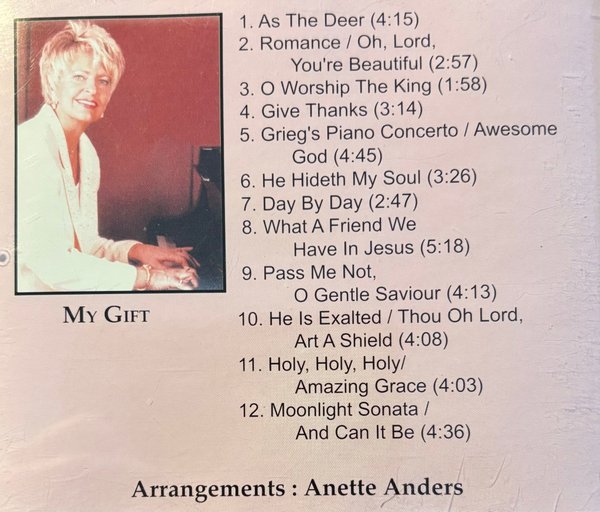 1. As The Deer (4:15)
2. Romance / Oh, Lord,
You're Beautiful (2:57)
3. O Worship The King (1:58)
4. Give Thanks (3:14)
5. Grieg's Piano Concerto / Awesome
God (4:45)
6. He Hideth My Soul (3:26)
7. Day By Day (2:47)
8. What A Friend We
Have In Jesus (5:18)
9. Pass Me Not,
O Gentle Saviour (4:13)
10. He Is Exalted / Thou Oh Lord,
Art A Shield (4:08)
11. Holy, Holy, Holy/
Amazing Grace (4:03)
12. Moonlight Sonata /
And Can It Be (4:36)
My Gift
Arrangements : Anette Anders